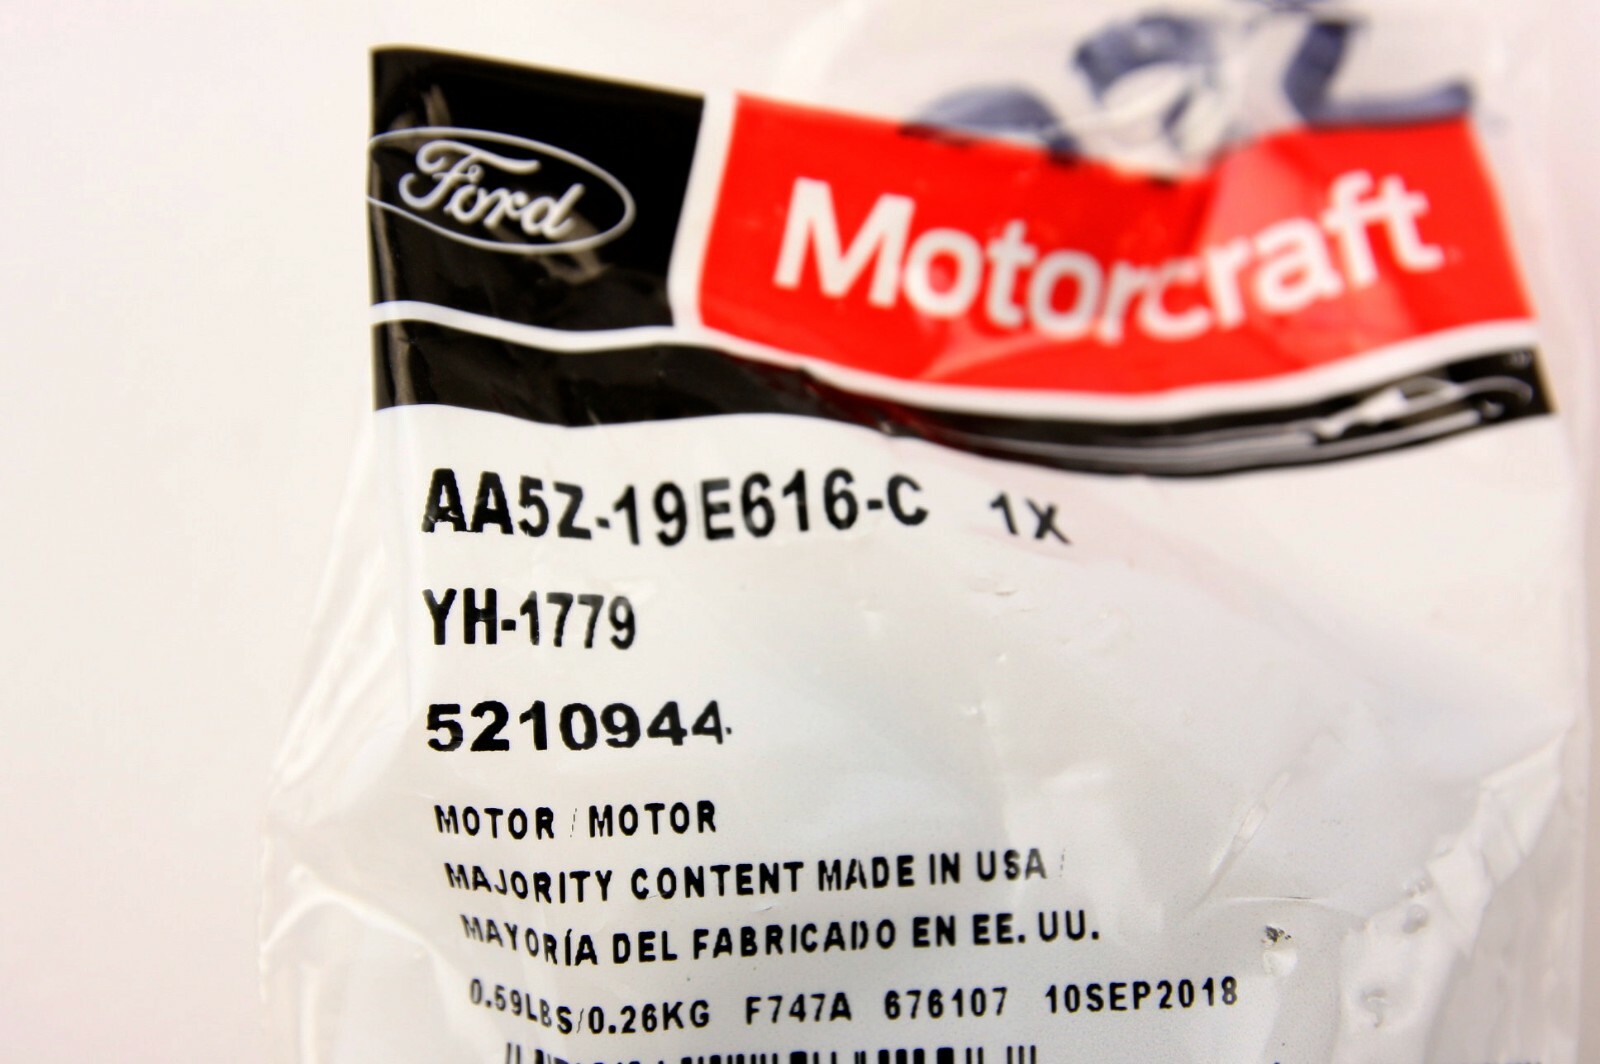 Ford
Motorcraft
AA5Z-19E616-C 1X
YH-1779
5210944
MOTOR / MOTOR
MAJORITY CONTENT MADE IN USA /
MAYORÍA DEL FABRICADO EN EE. UU.
0.59LBS/0.26KG F747A 676107 10SEP2018